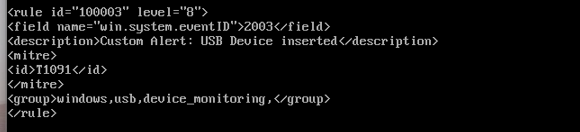 <rule id="100003" level="8">
<field name="win.system.eventID">2003</field>
<description>Custom Alert: USB Device inserted</description>
<mitre>
<id>T1091</id>
</mitre>
<group>windows,usb,device_monitoring,</group>
</rule>